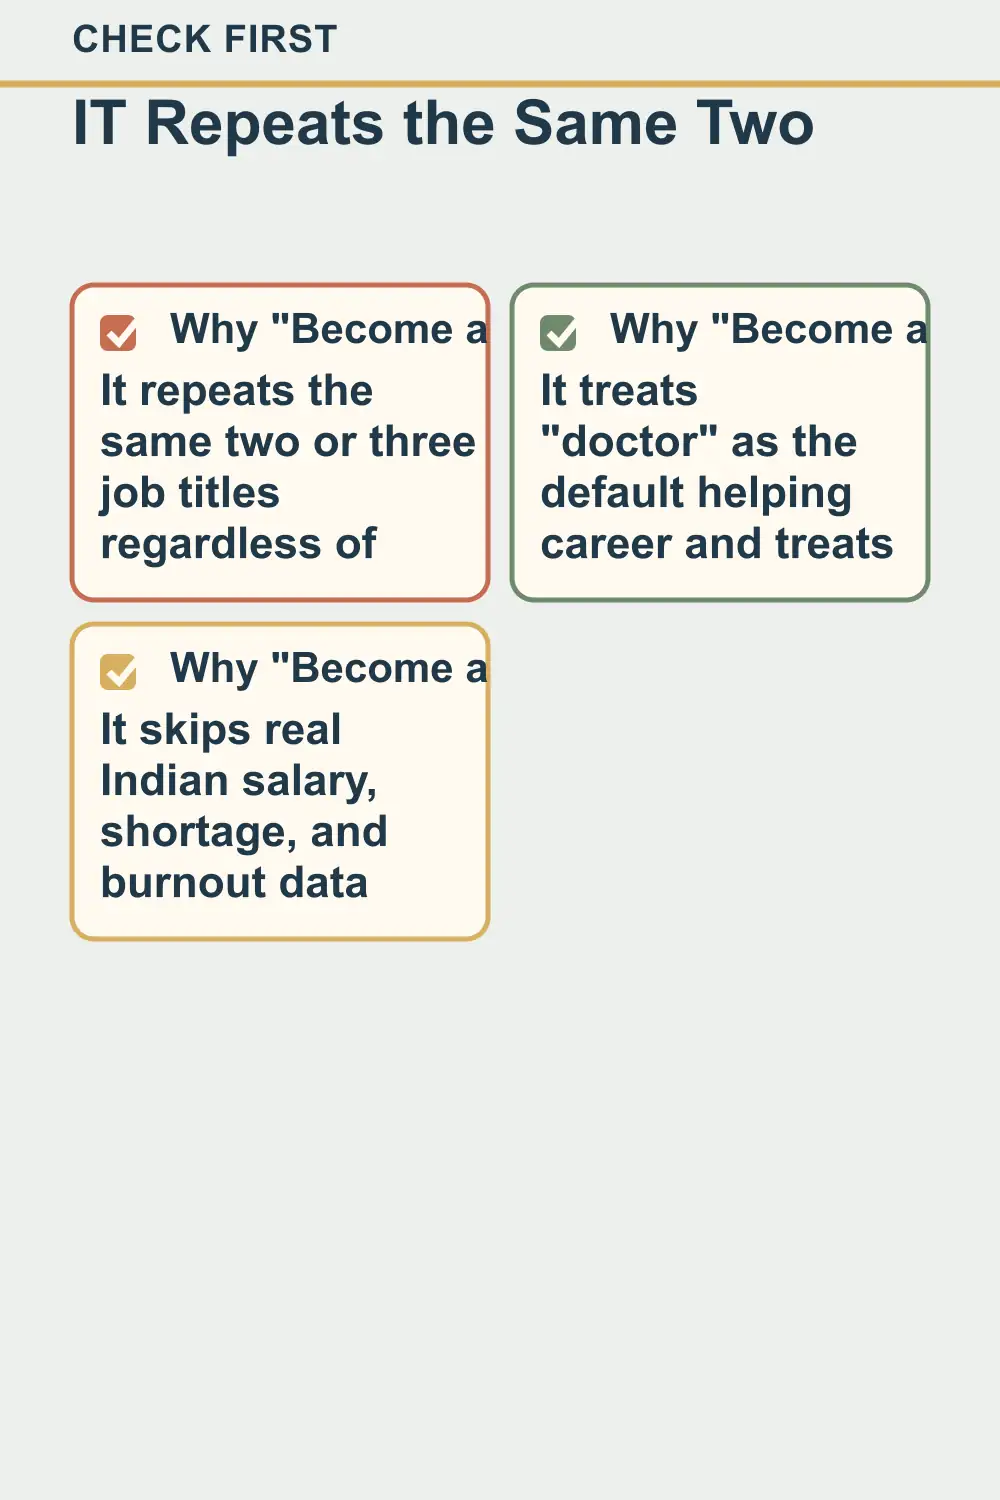 CHECK FIRST
IT Repeats the Same Two
Why "Become a
It repeats the
same two or three
job titles
regardless of
Why "Become a
It treats
"doctor" as the
default helping
career and treats
Why "Become a
It skips real
Indian salary,
shortage, and
burnout data